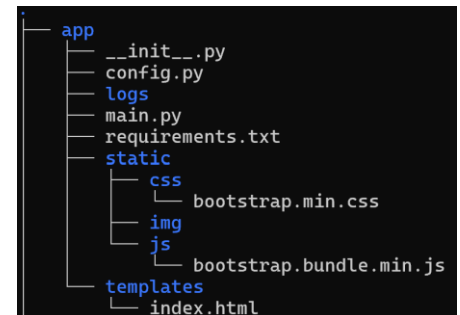 .
├── app
│   ├── __init__.py
│   ├── config.py
│   ├── logs
│   ├── main.py
│   ├── requirements.txt
│   ├── static
│   │   ├── css
│   │   │   └── bootstrap.min.css
│   │   ├── img
│   │   └── js
│   │       └── bootstrap.bundle.min.js
│   └── templates
│       └── index.html